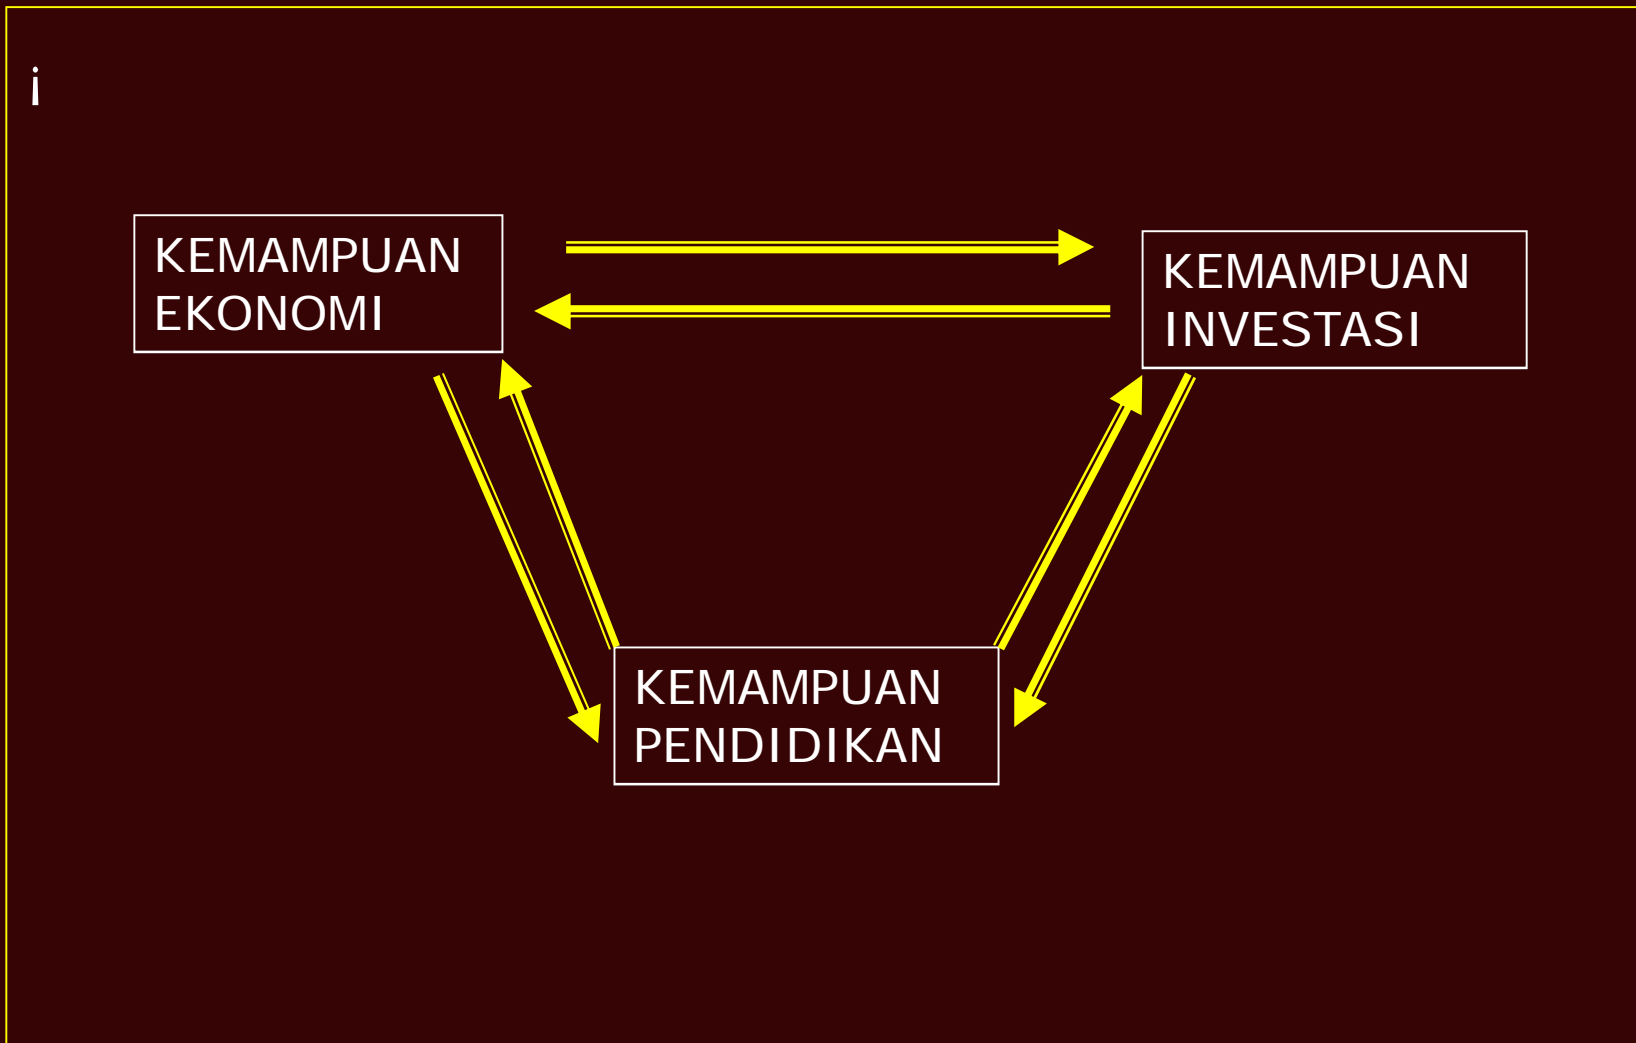 ¡
KEMAMPUAN
EKONOMI
KEMAMPUAN
INVESTASI
KEMAMPUAN
PENDIDIKAN